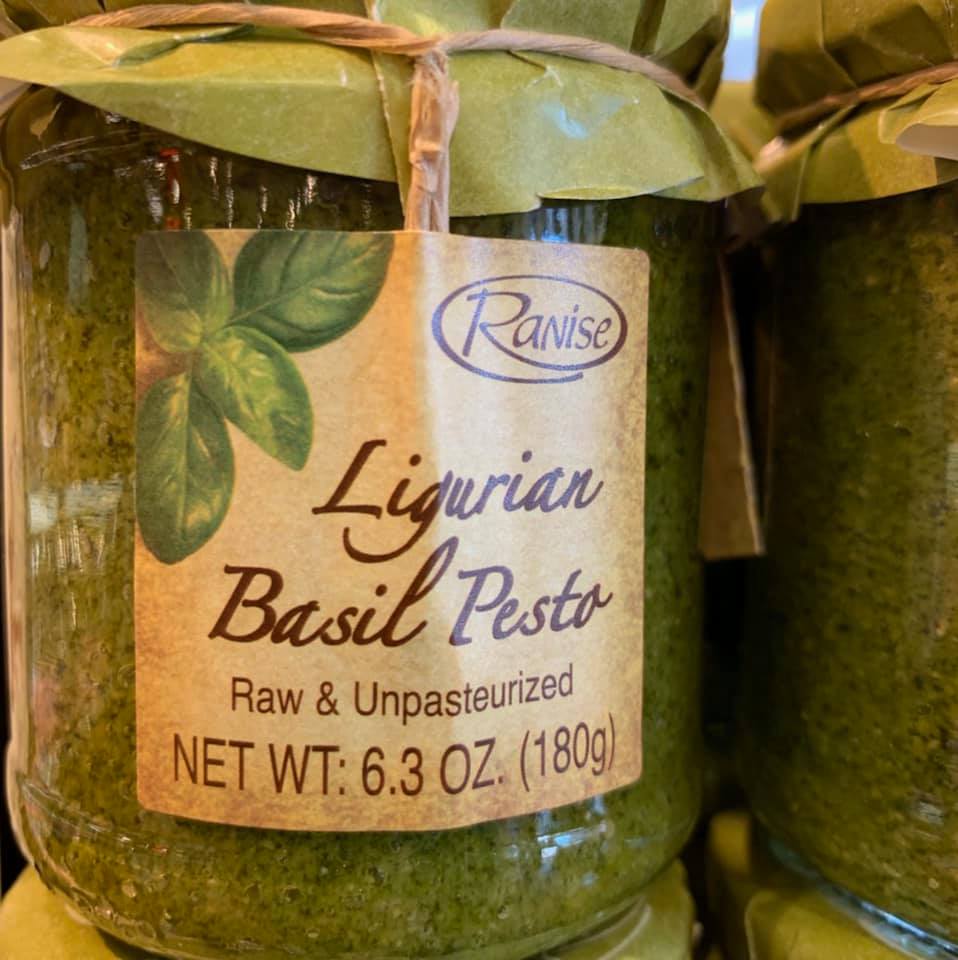 Ranise
Ligurian
Basil Pesto
Raw & Unpasteurized
NET WT: 6.3 OZ. (180g)